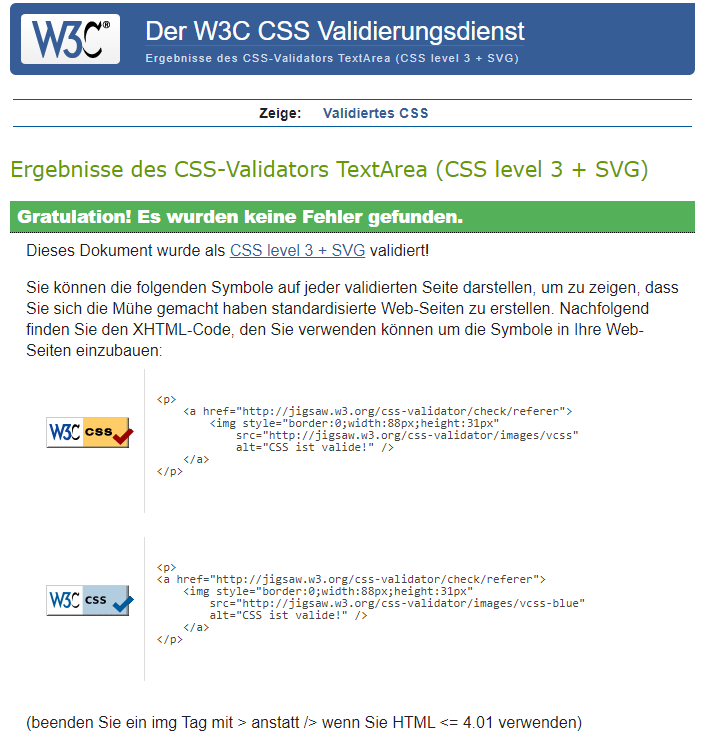 W3C®
Der W3C CSS Validierungsdienst
Ergebnisse des CSS-Validators TextArea (CSS level 3 + SVG)
Zeige: Validiertes CSS
Ergebnisse des CSS-Validators TextArea (CSS level 3 + SVG)
Gratulation! Es wurden keine Fehler gefunden.
Dieses Dokument wurde als CSS level 3 + SVG validiert!
Sie können die folgenden Symbole auf jeder validierten Seite darstellen, um zu zeigen, dass
Sie sich die Mühe gemacht haben standardisierte Web-Seiten zu erstellen. Nachfolgend
finden Sie den XHTML-Code, den Sie verwenden können um die Symbole in Ihre Web-
Seiten einzubauen:
W3C css
<p>
    <a href="http://jigsaw.w3.org/css-validator/check/referer">
        <img style="border:0;width:88px;height:31px"
            src="http://jigsaw.w3.org/css-validator/images/vcss"
            alt="CSS ist valide!" />
    </a>
</p>
W3C css
<p>
<a href="http://jigsaw.w3.org/css-validator/check/referer">
    <img style="border:0;width:88px;height:31px"
        src="http://jigsaw.w3.org/css-validator/images/vcss-blue"
        alt="CSS ist valide!" />
    </a>
</p>
(beenden Sie ein img Tag mit > anstatt /> wenn Sie HTML <= 4.01 verwenden)